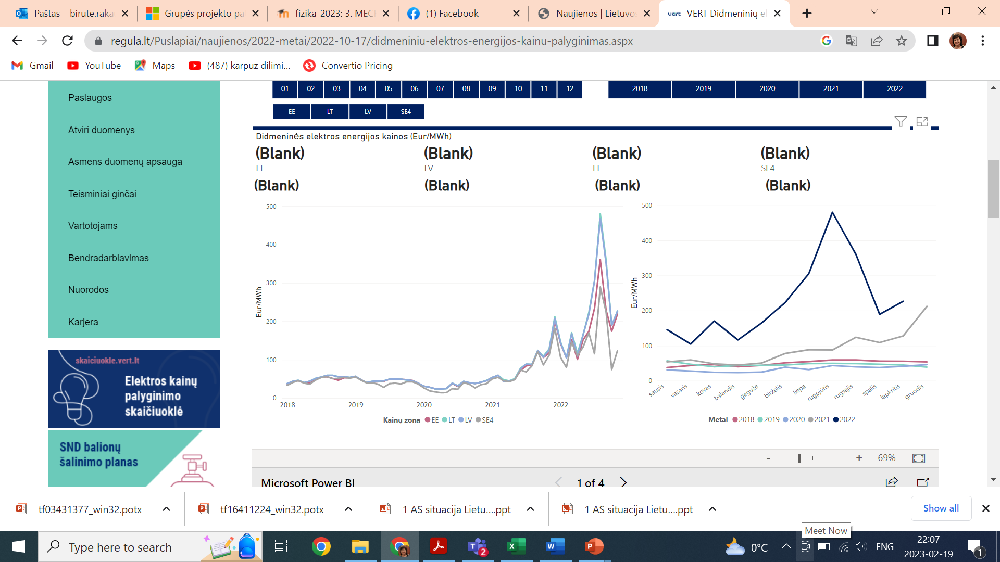 Paštas – birute.raka
Grupės projekto pa
fizika-2023: 3. MECH
(1) Facebook
Naujienos | Lietuvos
VERT Didmeninių el
regula.lt/Puslapiai/naujienos/2022-metai/2022-10-17/didmeniniu-elektros-energijos-kainu-palyginimas.aspx
Gmail
YouTube
Maps
(487) karpuz dilimi...
Convertio Pricing
Paslaugos
Atviri duomenys
Asmens duomenų apsauga
Teisminiai ginčai
Vartotojams
Bendradarbiavimas
Nuorodos
Karjera
skaiciuokle.vert.lt
Elektros kainų
palyginimo
skaičiuoklė
SND balionų
šalinimo planas
01 02 03 04 05 06 07 08 09 10 11 12
2018 2019 2020 2021 2022
EE LT LV SE4
Didmeninės elektros energijos kainos (Eur/MWh)
(Blank) (Blank) (Blank) (Blank)
LT LV EE SE4
(Blank) (Blank) (Blank) (Blank)
500
400
300
200
100
0
Eur/MWh
2018 2019 2020 2021 2022
Kainų zona EE LT LV SE4
500
400
300
200
100
0
Eur/MWh
sausis vasaris kovas balandis gegužė birželis liepa rugpjūtis rugsėjis spalis lapkritis gruodis
Metai 2018 2019 2020 2021 2022
- + 69%
Microsoft Power BI
1 of 4
tf03431377_win32.potx
tf16411224_win32.potx
1 AS situacija Lietu....ppt
1 AS situacija Lietu....ppt
Show all
Meet Now
Type here to search
2
0°C
ENG
22:07
2023-02-19
1